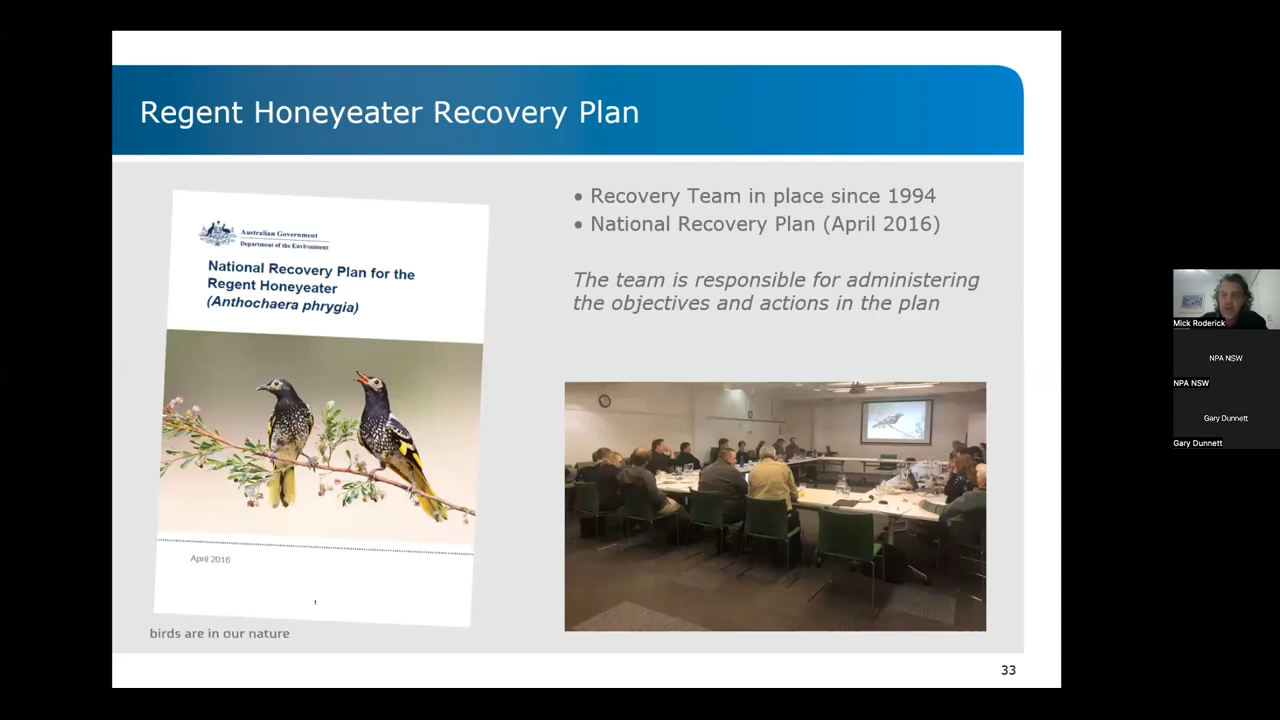 Regent Honeyeater Recovery Plan
Australian Government
Department of the Environment
National Recovery Plan for the
Regent Honeyeater
(Anthochaera phrygia)
April 2016
1
birds are in our nature
• Recovery Team in place since 1994
• National Recovery Plan (April 2016)
The team is responsible for administering
the objectives and actions in the plan
33
Mick Roderick
NPA NSW
NPA NSW
Gary Dunnett
Gary Dunnett